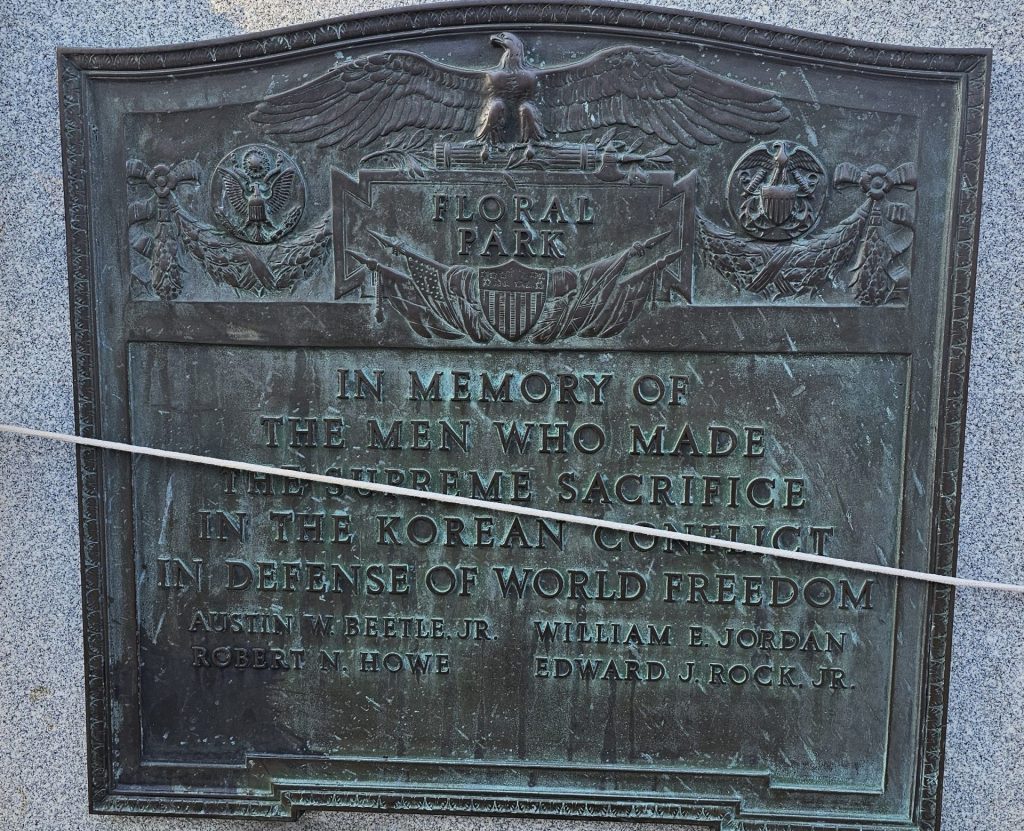 FLORAL
PARK
IN MEMORY OF
THE MEN WHO MADE
THE SUPREME SACRIFICE
IN THE KOREAN CONFLICT
IN DEFENSE OF WORLD FREEDOM
AUSTIN W. BEETLE, JR. WILLIAM E. JORDAN
ROBERT N. HOWE EDWARD J. ROCK, JR.